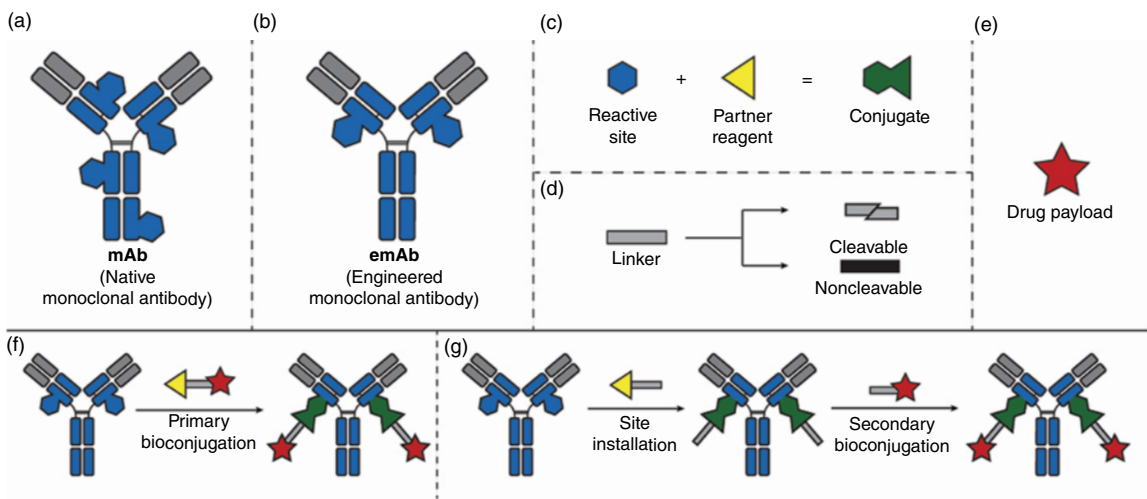 (a)
mAb
(Native
monoclonal antibody)
(b)
emAb
(Engineered
monoclonal antibody)
(c)
+
=
Reactive
site
Partner
reagent
Conjugate
(d)
Linker
Cleavable
Noncleavable
(e)
Drug payload
(f)
Primary
bioconjugation
(g)
Site
installation
Secondary
bioconjugation